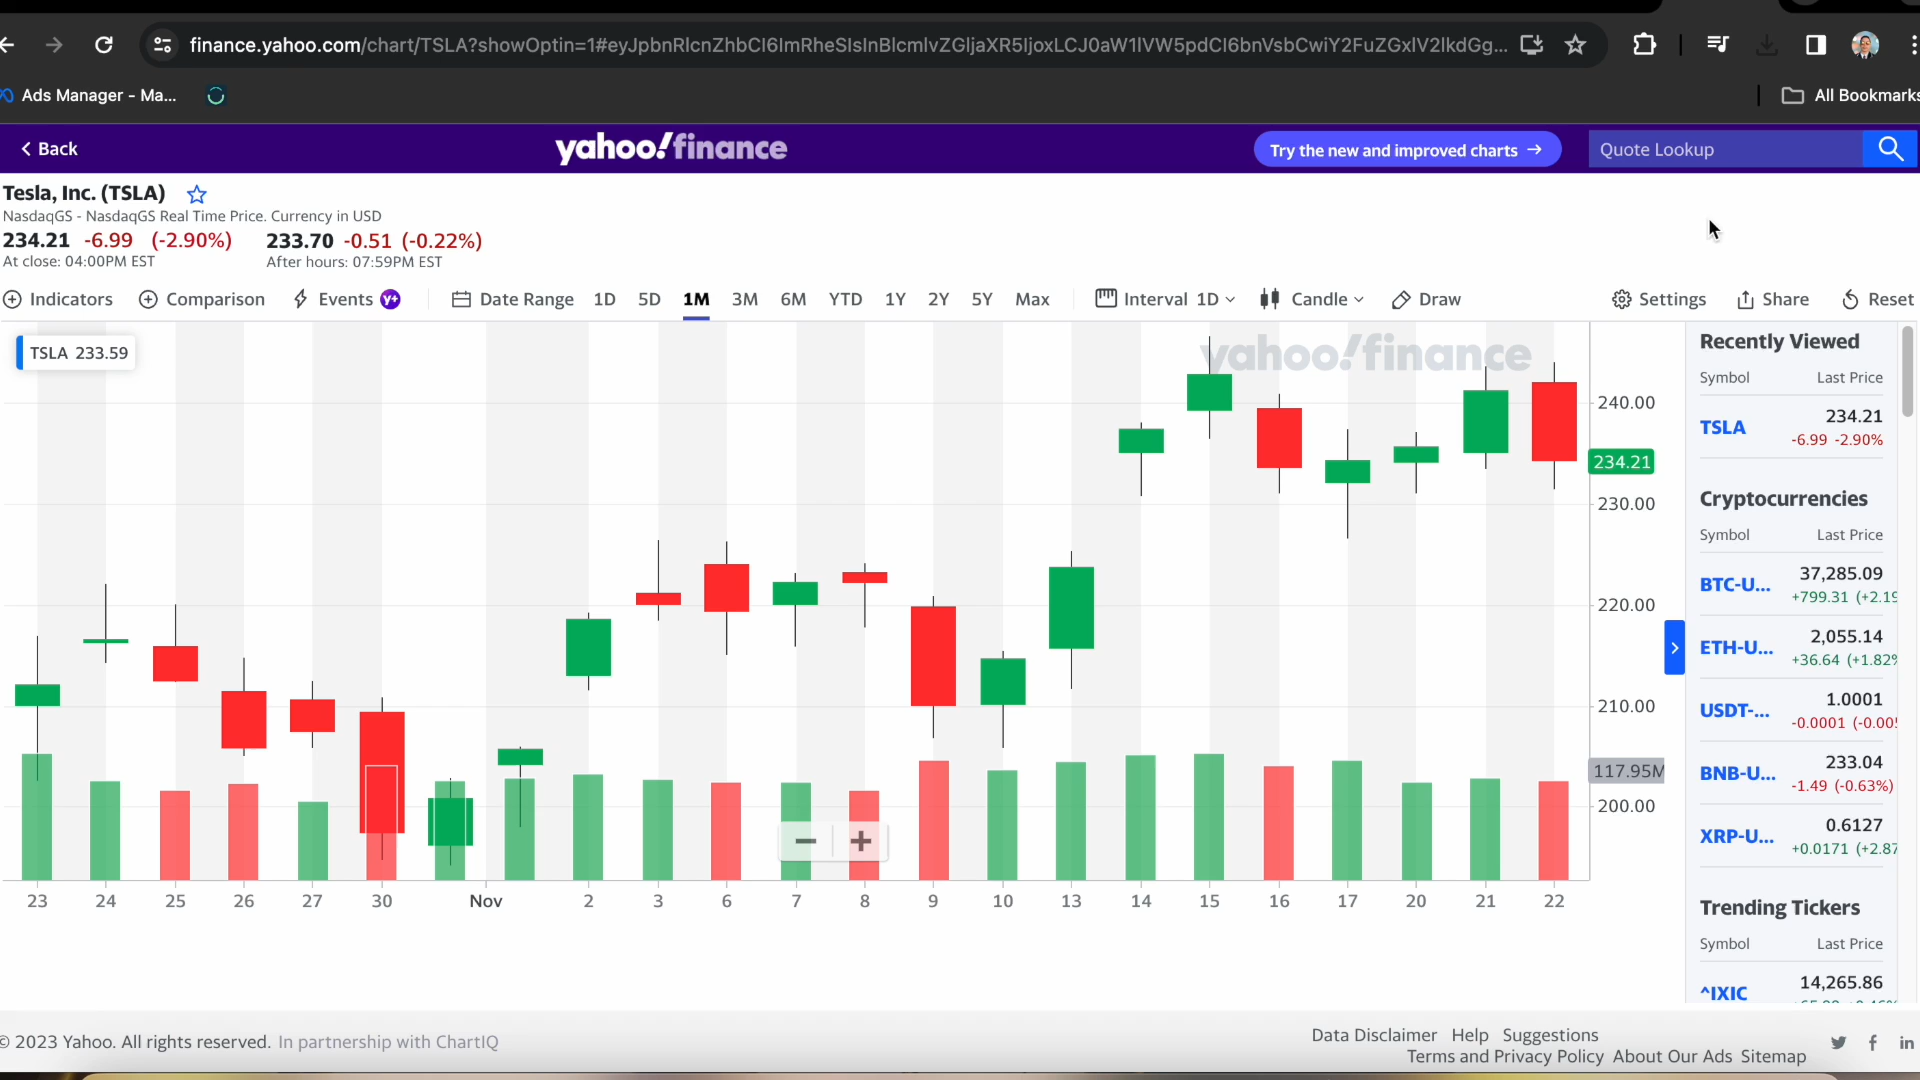 finance.yahoo.com/chart/TSLA?showOptin=1#eyJpbnRlcnZhbCI6ImRheSIsInBlcmlvZGljaXR5IjoxLCJ0aW1lVW5pdCI6bnVsbCwiY2FuZGxlV2lkdGg...
Ads Manager - Ma...
All Bookmarks
Back
yahoo!finance
Try the new and improved charts →
Quote Lookup
Tesla, Inc. (TSLA)
NasdaqGS - NasdaqGS Real Time Price. Currency in USD
234.21 -6.99 (-2.90%) 233.70 -0.51 (-0.22%)
At close: 04:00PM EST After hours: 07:59PM EST
Indicators Comparison Events Y+ Date Range 1D 5D 1M 3M 6M YTD 1Y 2Y 5Y Max Interval 1D Candle Draw Settings Share Reset
TSLA 233.59
yahoo!finance
240.00
234.21
230.00
220.00
210.00
117.95M
200.00
23 24 25 26 27 30 Nov 2 3 6 7 8 9 10 13 14 15 16 17 20 21 22
Recently Viewed
Symbol Last Price
TSLA 234.21
-6.99 -2.90%
Cryptocurrencies
Symbol Last Price
BTC-U... 37,285.09
+799.31 (+2.19
ETH-U... 2,055.14
+36.64 (+1.82%
USDT-... 1.0001
-0.0001 (-0.005
BNB-U... 233.04
-1.49 (-0.63%)
XRP-U... 0.6127
+0.0171 (+2.87
Trending Tickers
Symbol Last Price
^IXIC 14,265.86
© 2023 Yahoo. All rights reserved. In partnership with ChartIQ
Data Disclaimer Help Suggestions
Terms and Privacy Policy About Our Ads Sitemap